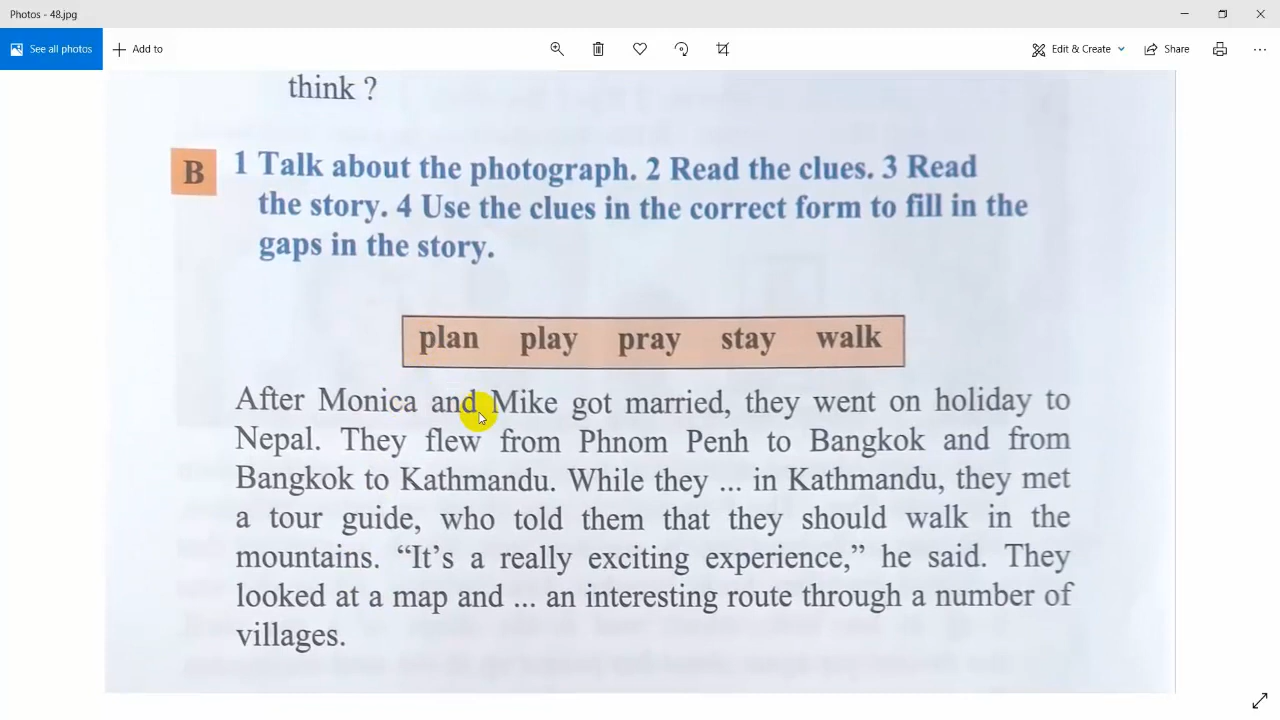 Photos - 48.jpg
See all photos
Add to
Edit & Create
Share
think ?
B
1 Talk about the photograph. 2 Read the clues. 3 Read
the story. 4 Use the clues in the correct form to fill in the
gaps in the story.
plan play pray stay walk
After Monica and Mike got married, they went on holiday to
Nepal. They flew from Phnom Penh to Bangkok and from
Bangkok to Kathmandu. While they ... in Kathmandu, they met
a tour guide, who told them that they should walk in the
mountains. “It’s a really exciting experience,” he said. They
looked at a map and ... an interesting route through a number of
villages.